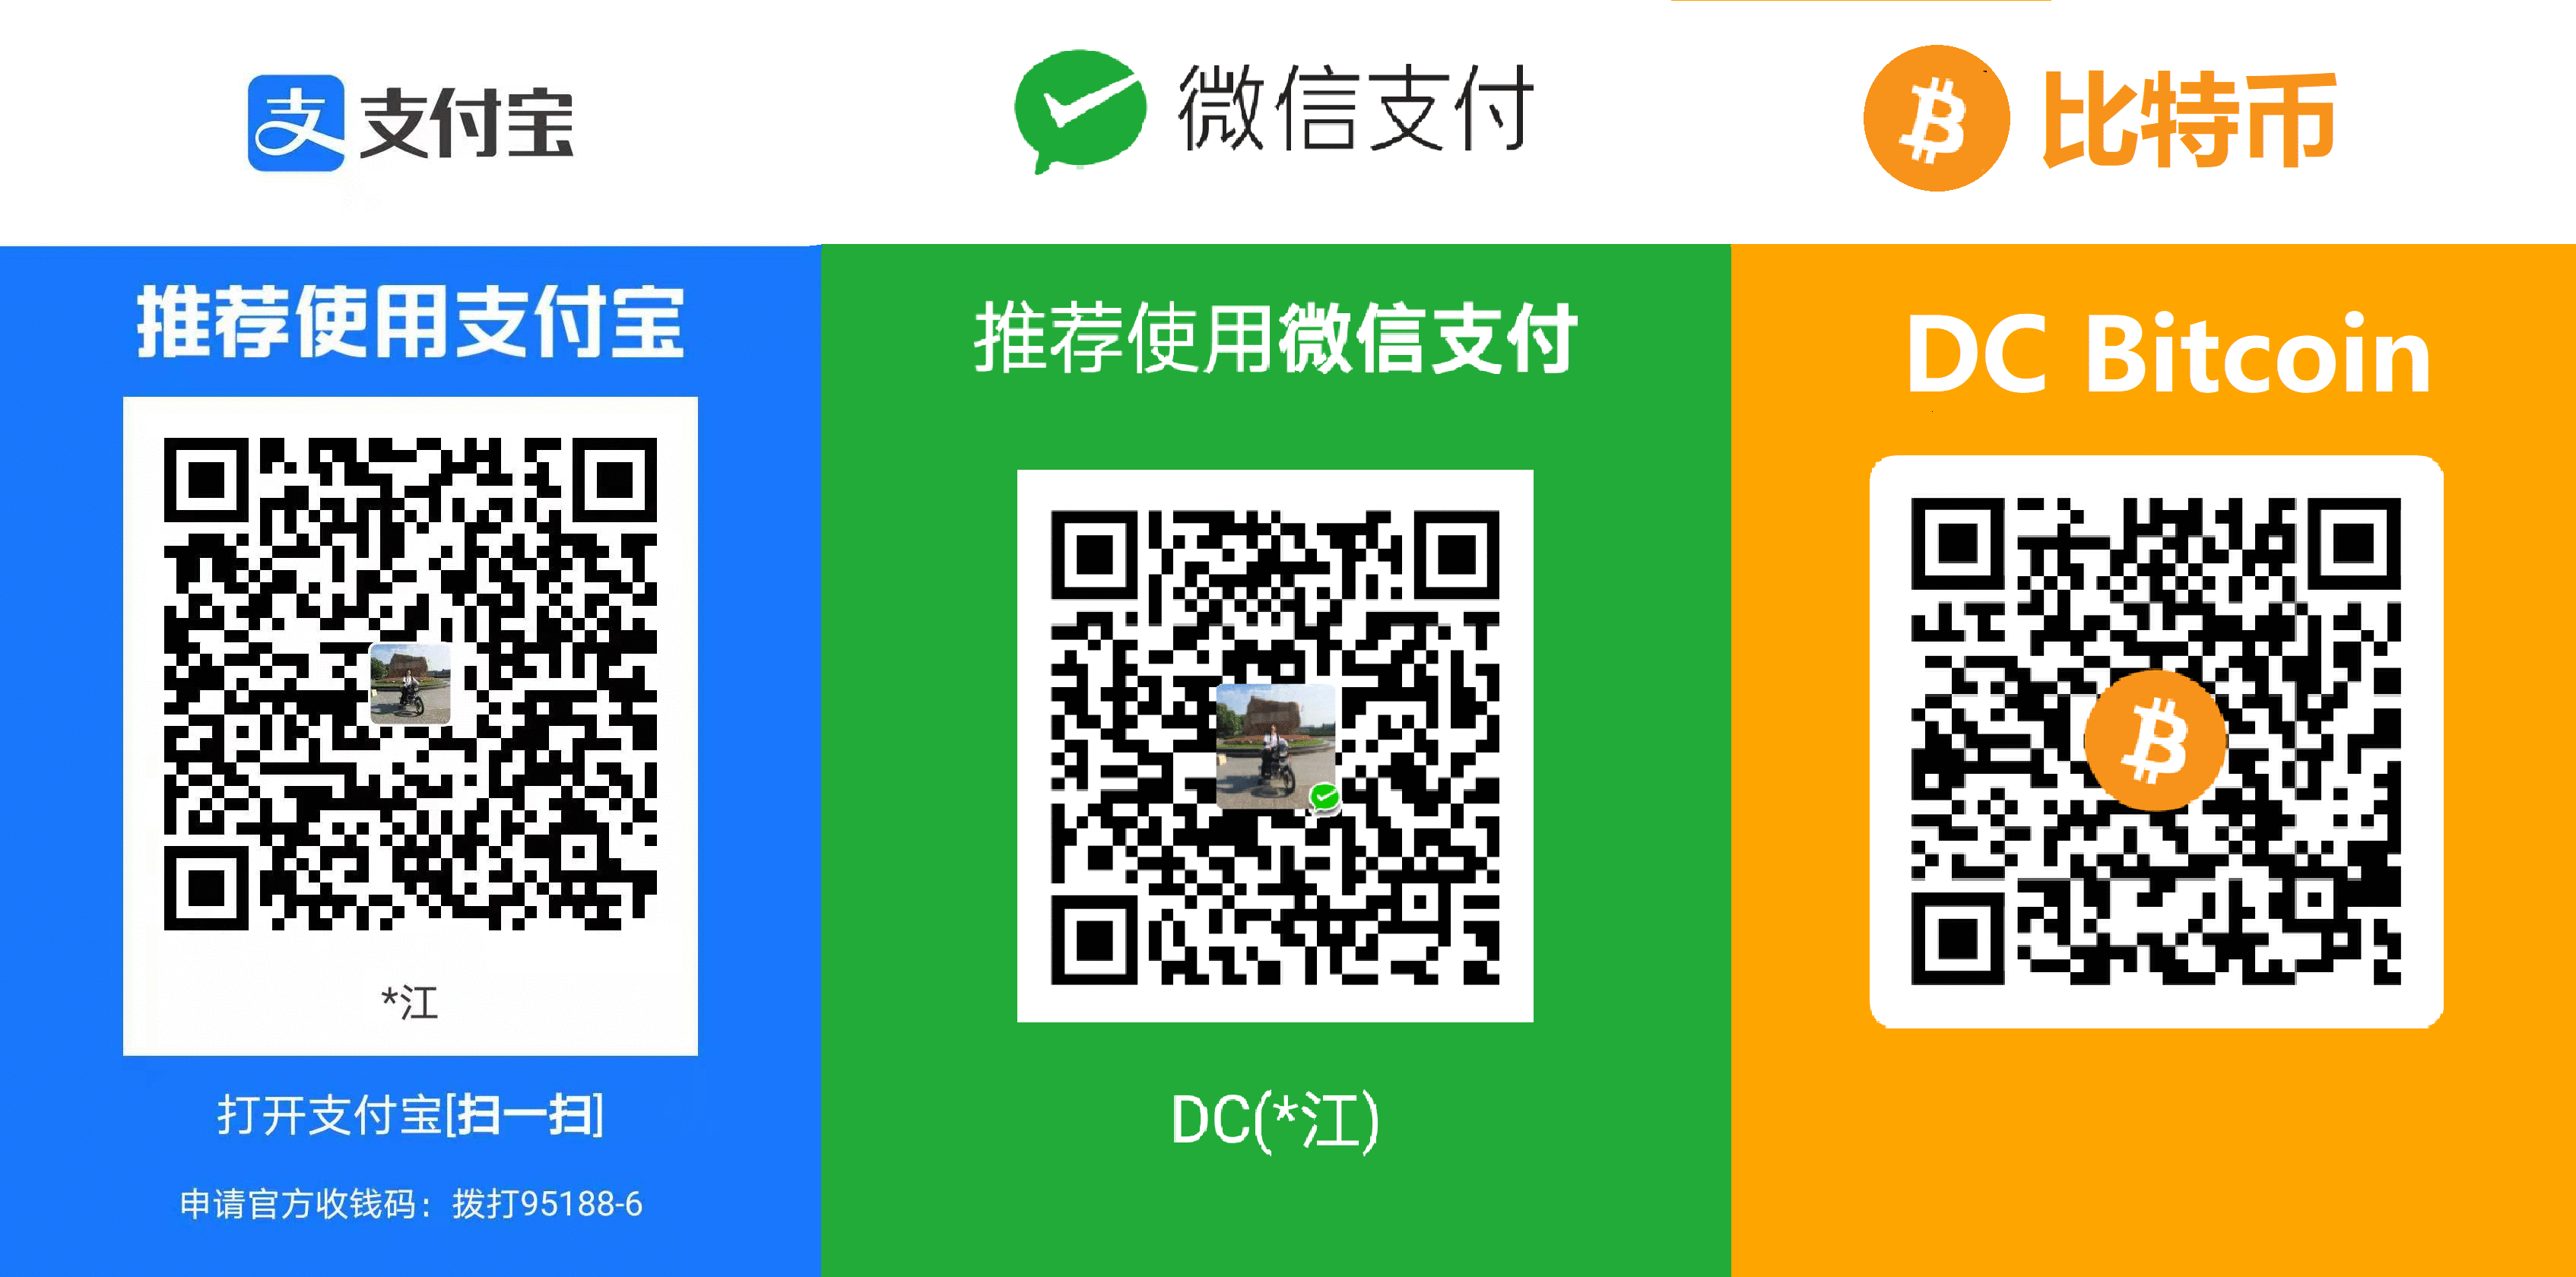 支付宝
推荐使用支付宝
*江
打开支付宝[扫一扫]
申请官方收钱码：拨打95188-6
微信支付
推荐使用微信支付
DC(*江)
比特币
DC Bitcoin